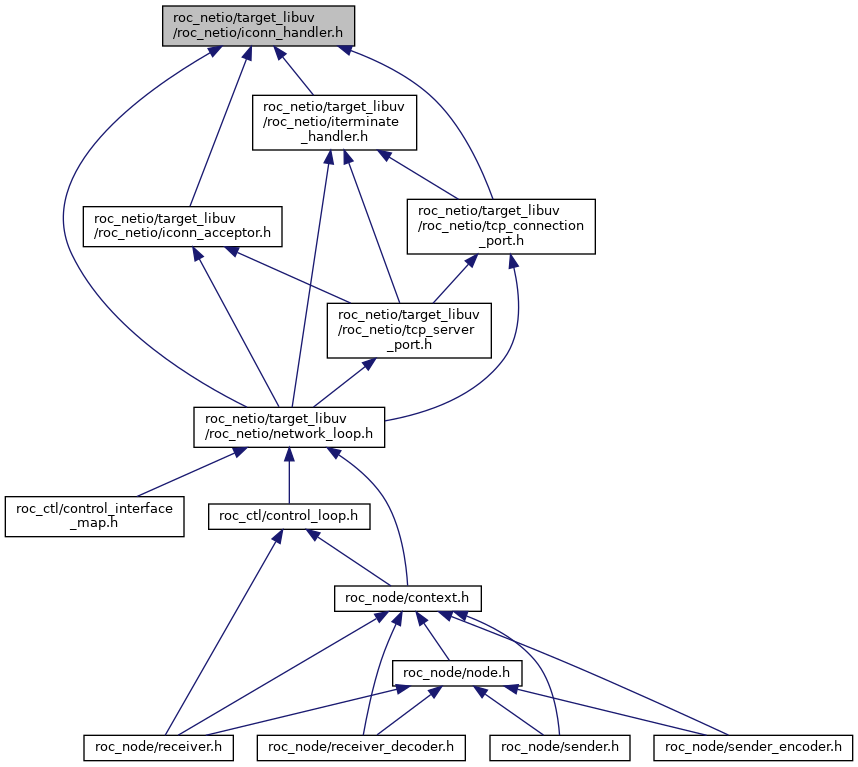 roc_netio/target_libuv
/roc_netio/iconn_handler.h
roc_netio/target_libuv
/roc_netio/iterminate
_handler.h
roc_netio/target_libuv
/roc_netio/iconn_acceptor.h
roc_netio/target_libuv
/roc_netio/tcp_connection
_port.h
roc_netio/target_libuv
/roc_netio/tcp_server
_port.h
roc_netio/target_libuv
/roc_netio/network_loop.h
roc_ctl/control_interface
_map.h
roc_ctl/control_loop.h
roc_node/context.h
roc_node/node.h
roc_node/receiver.h
roc_node/receiver_decoder.h
roc_node/sender.h
roc_node/sender_encoder.h